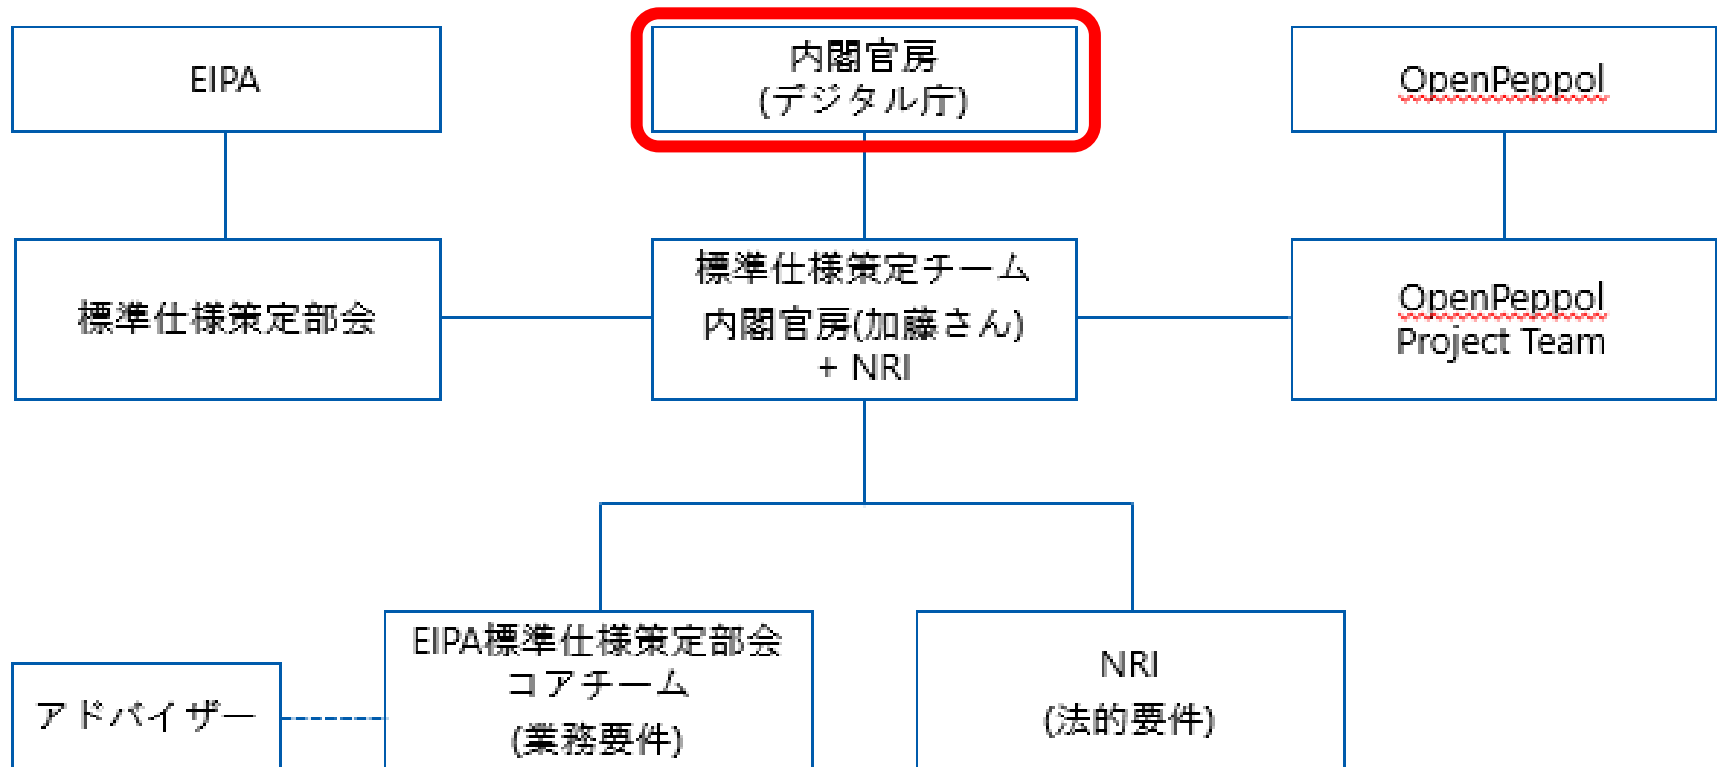 EIPA
内閣官房
(デジタル庁)
OpenPeppol
標準仕様策定部会
標準仕様策定チーム
内閣官房(加藤さん)
+ NRI
OpenPeppol
Project Team
EIPA標準仕様策定部会
コアチーム
(業務要件)
NRI
(法的要件)
アドバイザー